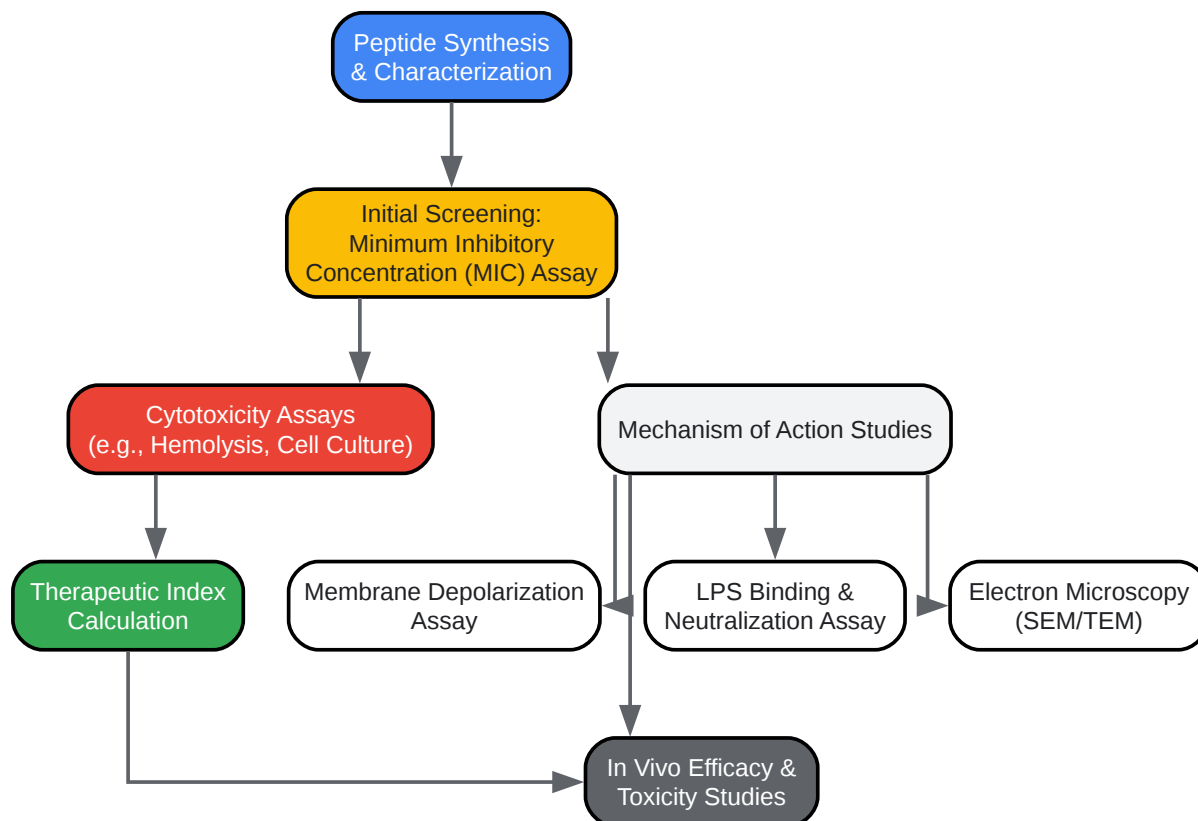 Peptide Synthesis
& Characterization
Initial Screening:
Minimum Inhibitory
Concentration (MIC) Assay
Cytotoxicity Assays
(e.g., Hemolysis, Cell Culture)
Mechanism of Action Studies
Therapeutic Index
Calculation
Membrane Depolarization
Assay
LPS Binding &
Neutralization Assay
Electron Microscopy
(SEM/TEM)
In Vivo Efficacy &
Toxicity Studies